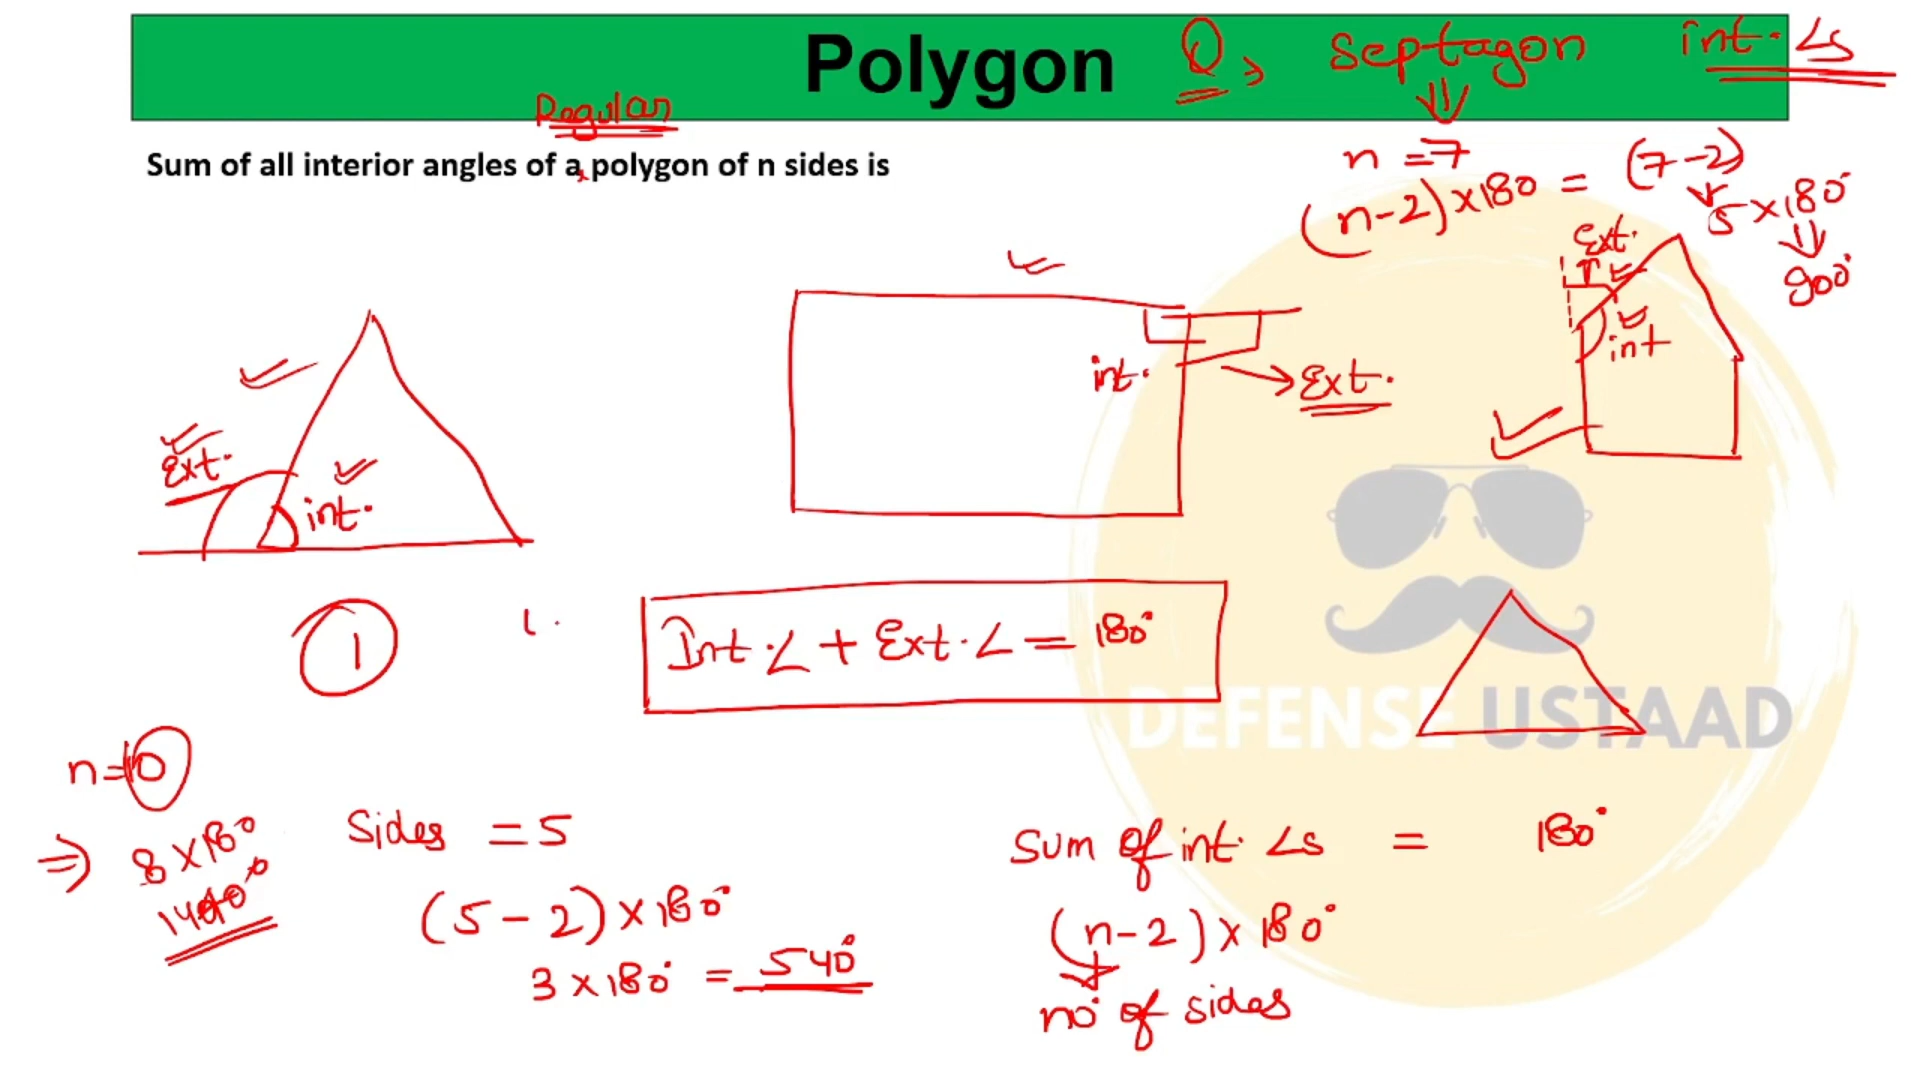 Polygon
Q, Septagon int. ∠s
Regular
Sum of all interior angles of a polygon of n sides is
n = 7
(n-2)×180 = (7-2)
5×180°
900°
Ext.
int
int.
Ext.
Ext.
int.
1
Int.∠ + Ext.∠ = 180°
DEFENSE USTAAD
n=10
⇒ 8×180
1440°
Sides = 5
(5-2)×180°
3×180° = 540°
Sum of int. ∠s = 180°
(n-2)×180°
no of sides